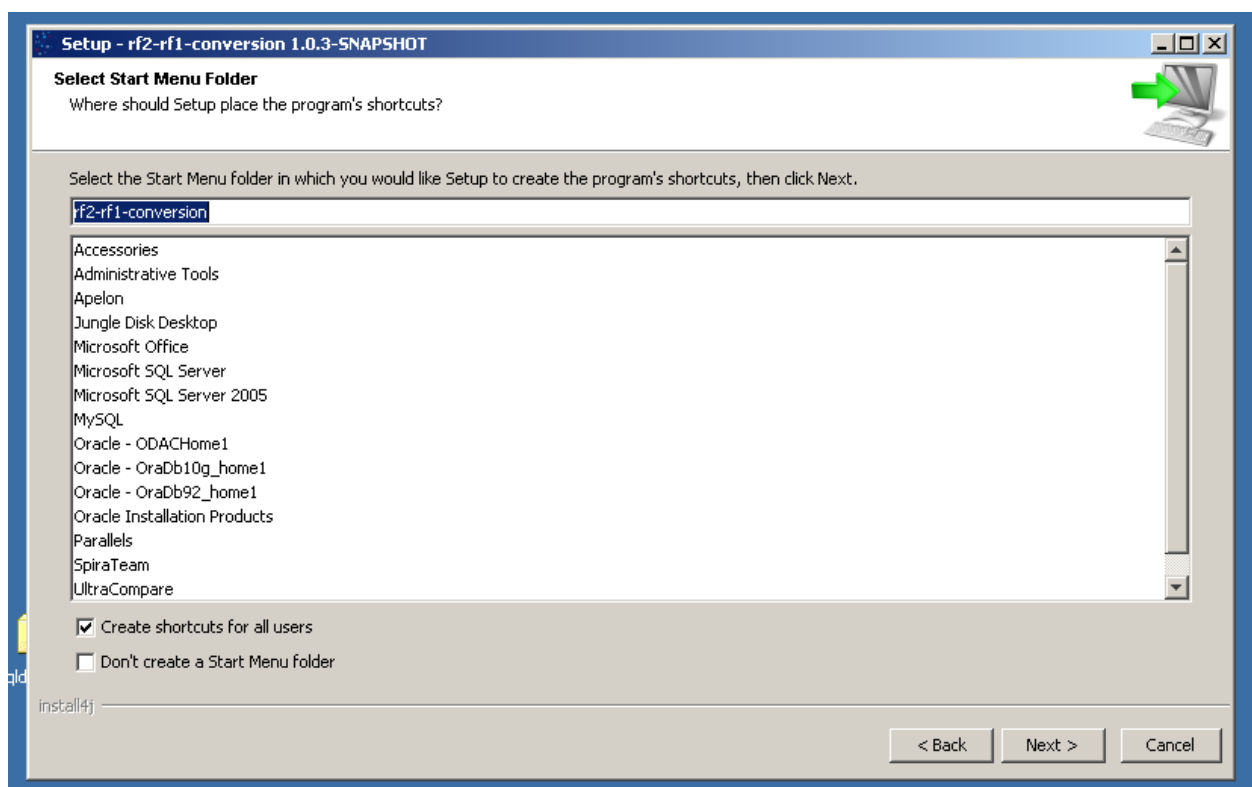 Setup - rf2-rf1-conversion 1.0.3-SNAPSHOT
Select Start Menu Folder
Where should Setup place the program's shortcuts?
Select the Start Menu folder in which you would like Setup to create the program's shortcuts, then click Next.
rf2-rf1-conversion
Accessories
Administrative Tools
Apelon
Jungle Disk Desktop
Microsoft Office
Microsoft SQL Server
Microsoft SQL Server 2005
MySQL
Oracle - ODACHome1
Oracle - OraDb10g_home1
Oracle - OraDb92_home1
Oracle Installation Products
Parallels
SpiraTeam
UltraCompare
Create shortcuts for all users
Don't create a Start Menu folder
install4j
< Back Next > Cancel